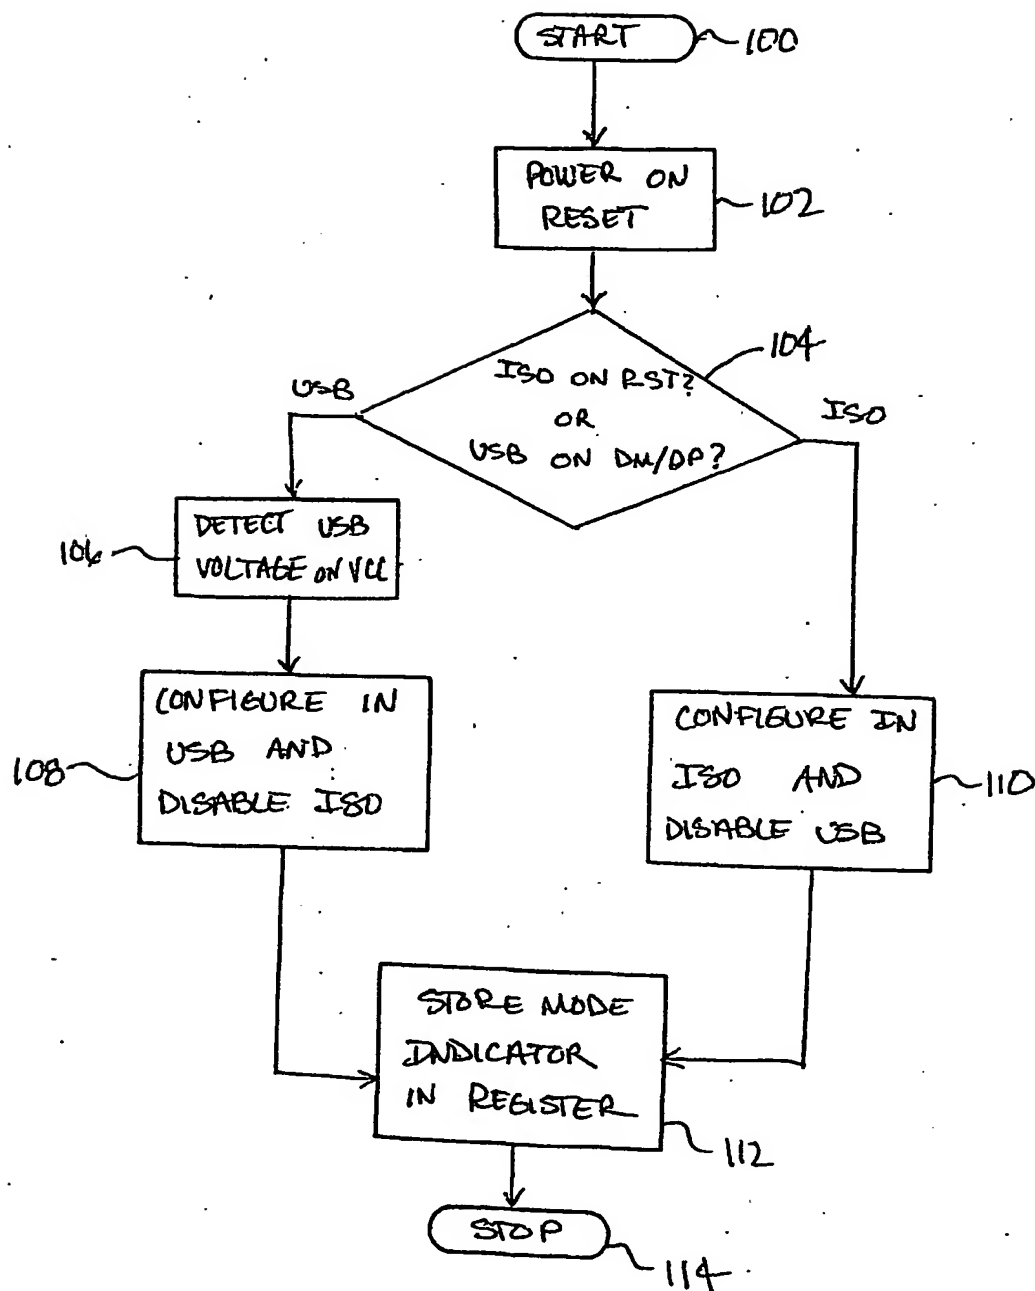 START
100
POWER ON
RESET
102
104
ISO ON RST?
OR
USB ON DM/DP?
USB
ISO
DETECT USB
VOLTAGE ON VCC
106
CONFIGURE IN
USB AND
DISABLE ISO
108
CONFIGURE IN
ISO AND
DISABLE USB
110
STORE MODE
INDICATOR
IN REGISTER
112
STOP
114